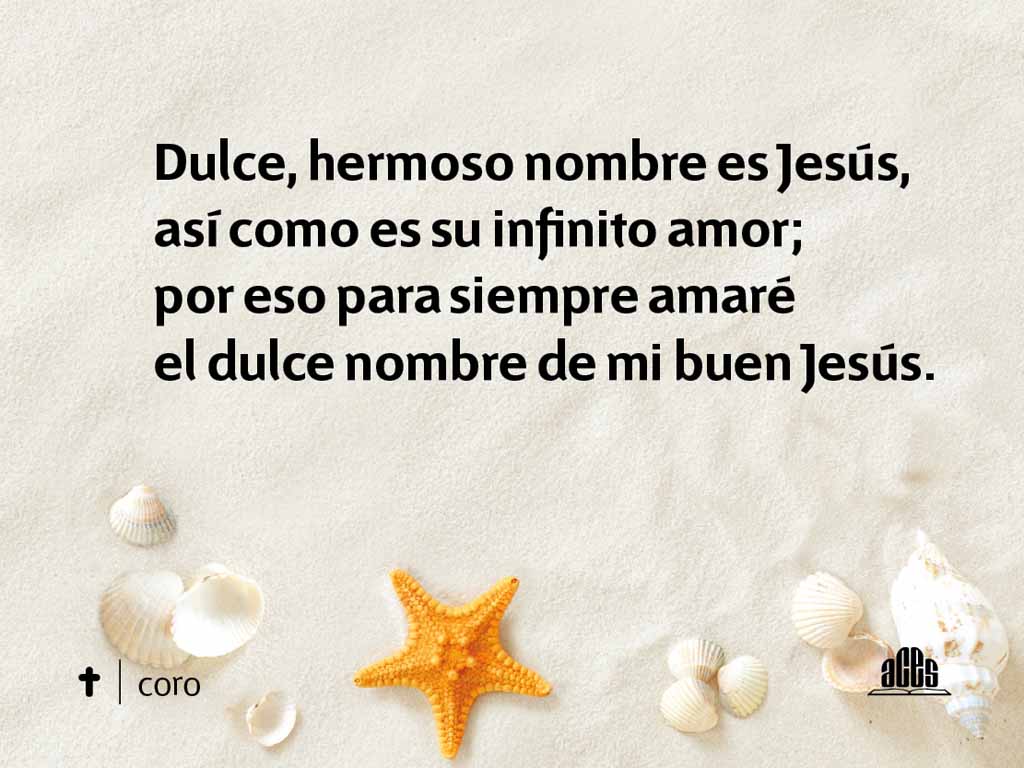 Dulce, hermoso nombre es Jesús,
así como es su infinito amor;
por eso para siempre amaré
el dulce nombre de mi buen Jesús.
coro
aces